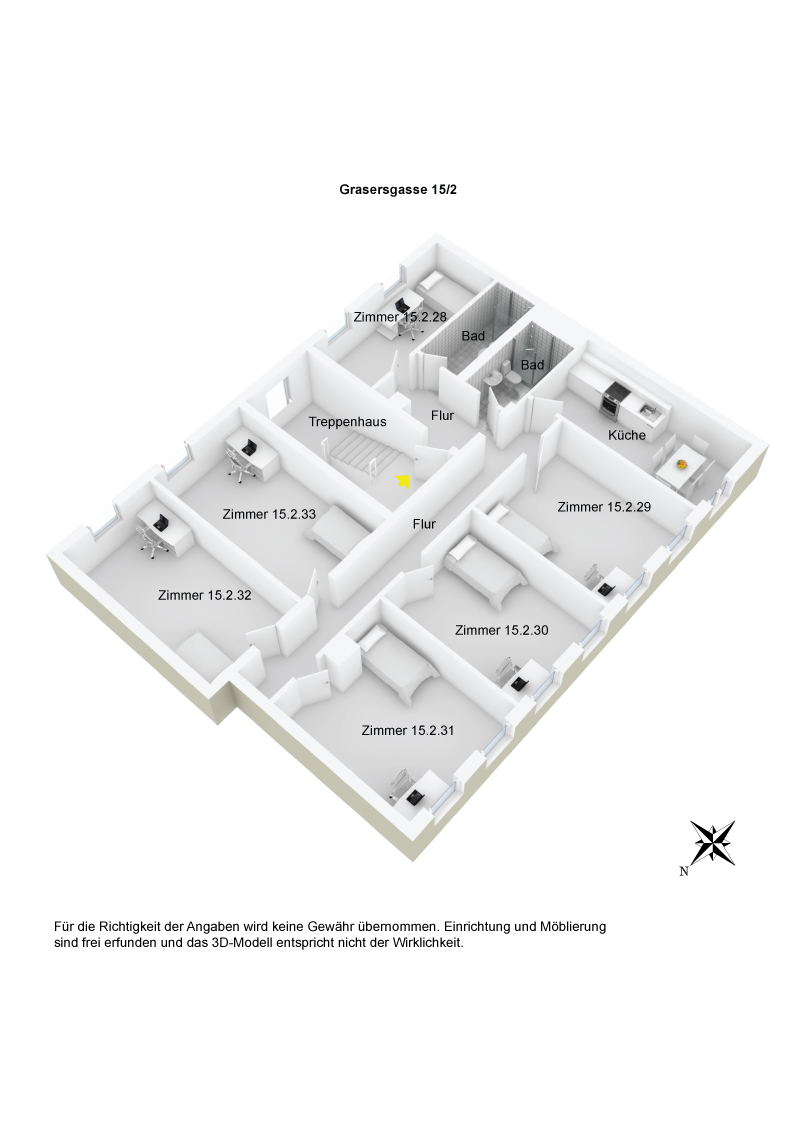 Grasersgasse 15/2
Zimmer 15.2.28
Bad
Bad
Flur
Treppenhaus
Küche
Zimmer 15.2.29
Zimmer 15.2.33
Flur
Zimmer 15.2.32
Zimmer 15.2.30
Zimmer 15.2.31
N
Für die Richtigkeit der Angaben wird keine Gewähr übernommen. Einrichtung und Möblierung
sind frei erfunden und das 3D-Modell entspricht nicht der Wirklichkeit.